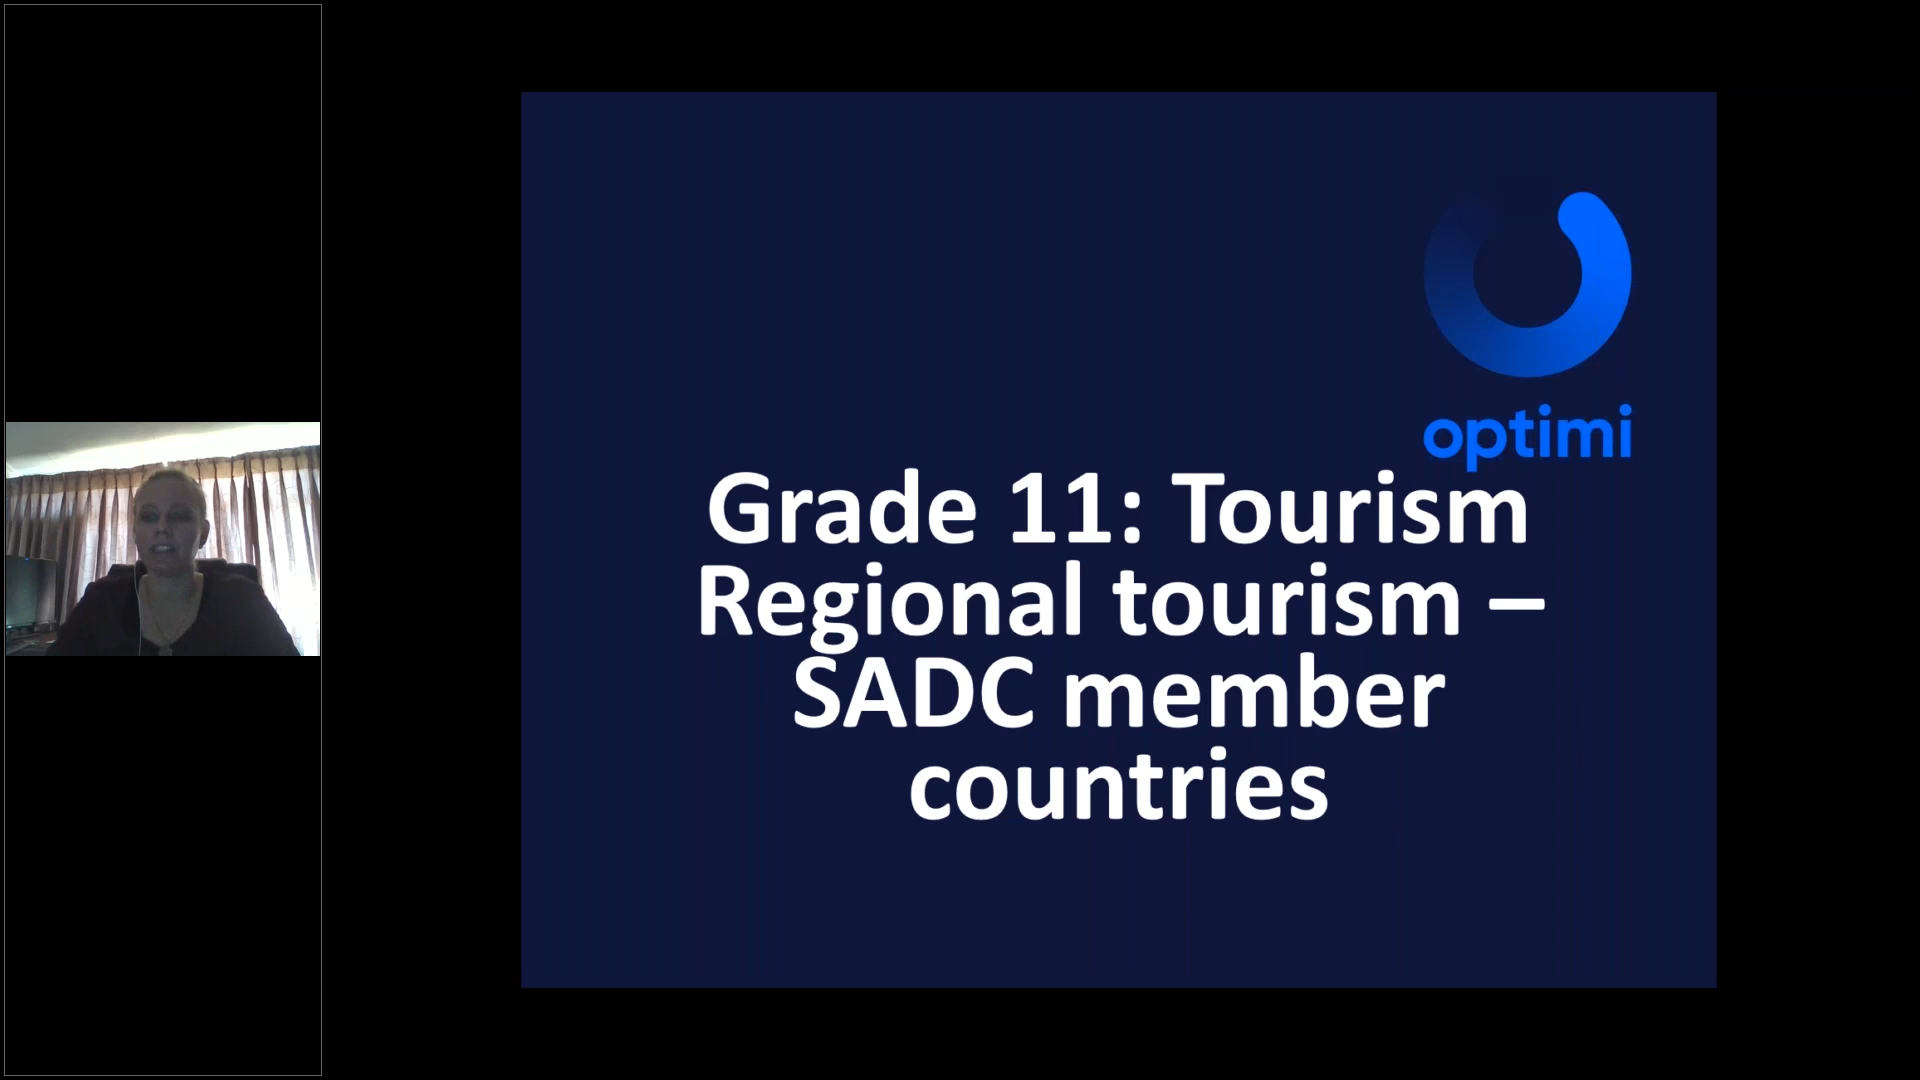 optimi
Grade 11: Tourism
Regional tourism –
SADC member
countries